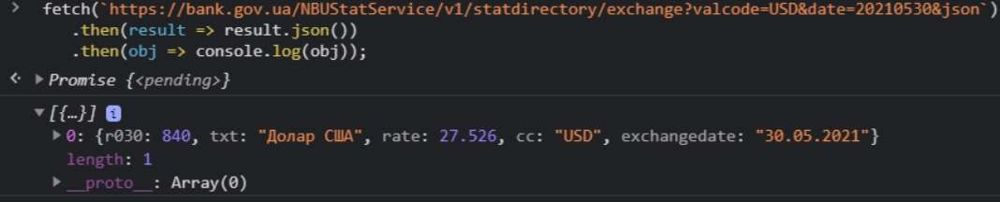 > fetch(`https://bank.gov.ua/NBUStatService/v1/statdirectory/exchange?valcode=USD&date=20210530&json`)
.then(result => result.json())
.then(obj => console.log(obj));
Promise {<pending>}
[{…}] i
0: {r030: 840, txt: "Долар США", rate: 27.526, cc: "USD", exchangedate: "30.05.2021"}
length: 1
__proto__: Array(0)